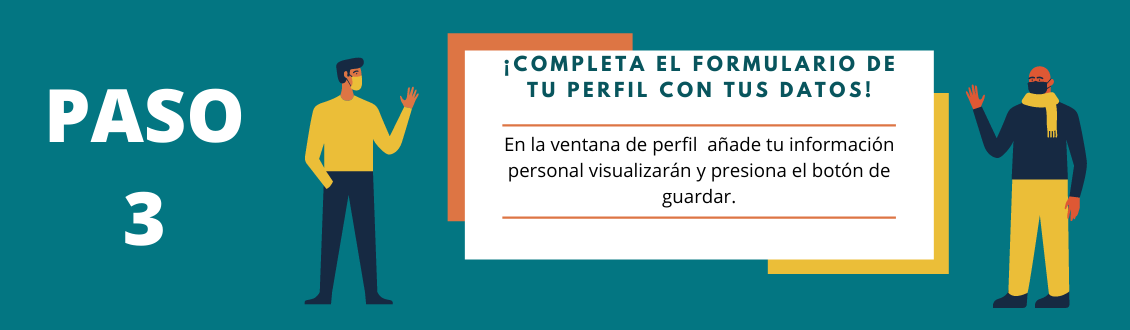 PASO
3
¡COMPLETA EL FORMULARIO DE
TU PERFIL CON TUS DATOS!
En la ventana de perfil  añade tu información
personal visualizarán y presiona el botón de
guardar.